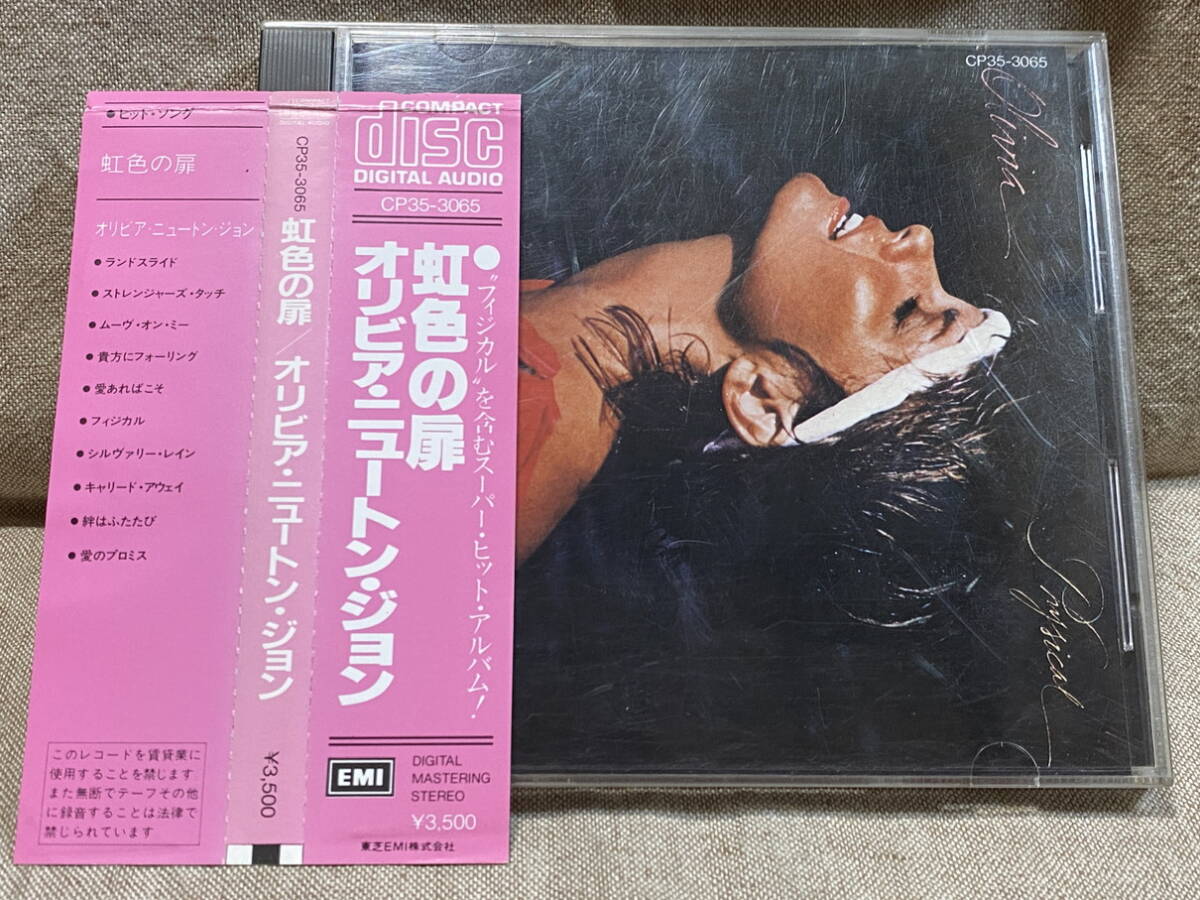 ●ヒット・ソング
虹色の扉
オリビア・ニュートン・ジョン
●ランドスライド
●ストレンジャーズ・タッチ
●ムーヴ・オン・ミー
●貴方にフォーリング
●愛あればこそ
●フィジカル
●シルヴァリー・レイン
●キャリード・アウェイ
●絆はふたたび
●愛のプロミス
このレコードを賃貸業に
使用することを禁じます
また無断でテープその他
に録音することは法律で
禁じられています
DIGITAL AUDIO
CP35-3065
虹色の扉/オリビア・ニュートン・ジョン
¥3,500
COMPACT
disc
DIGITAL AUDIO
CP35-3065
●“フィジカル”を含むスーパー・ヒット・アルバム!
虹色の扉
オリビア・ニュートン・ジョン
EMI
DIGITAL
MASTERING
STEREO
¥3,500
東芝EMI株式会社
CP35-3065
Olivia
Physical